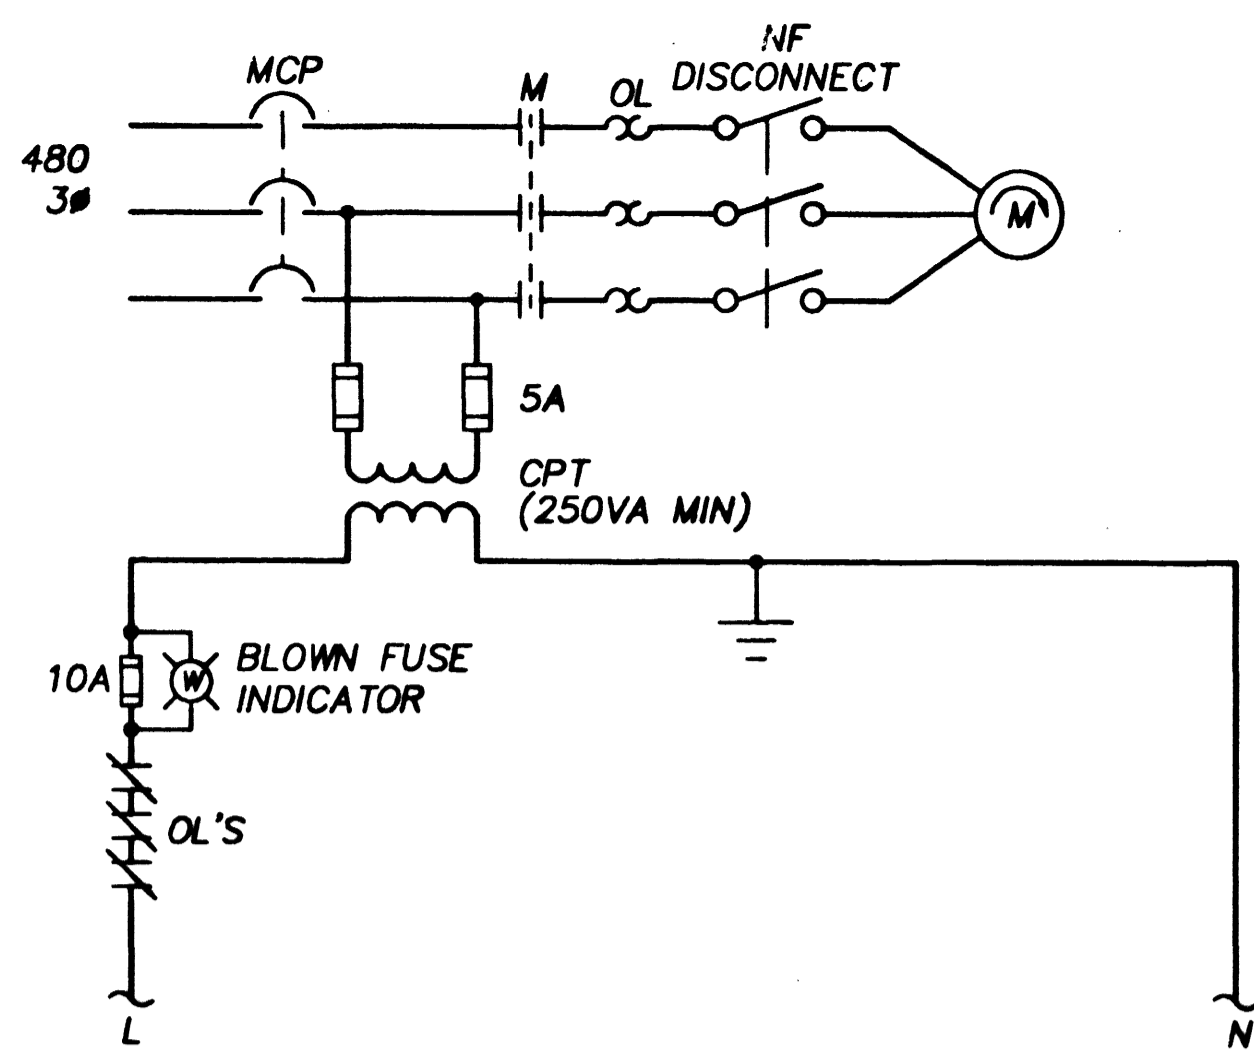 NF
MCP
DISCONNECT
M
OL
480
3ø
M
5A
CPT
(250VA MIN)
BLOWN FUSE
10A
W
INDICATOR
OL'S
L
N